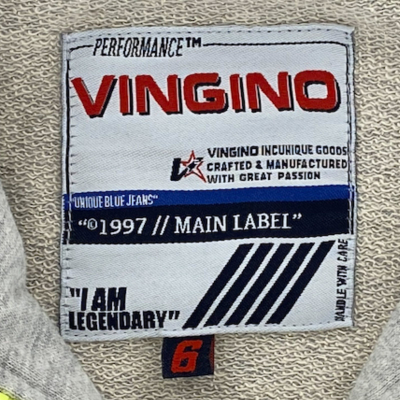 PERFORMANCE™
VINGINO
VINGINO INCUNIQUE GOODS
CRAFTED & MANUFACTURED
WITH GREAT PASSION
"UNIQUE BLUE JEANS"
"©1997 // MAIN LABEL"
"I AM
LEGENDARY"
HANDLE WITH CARE
6